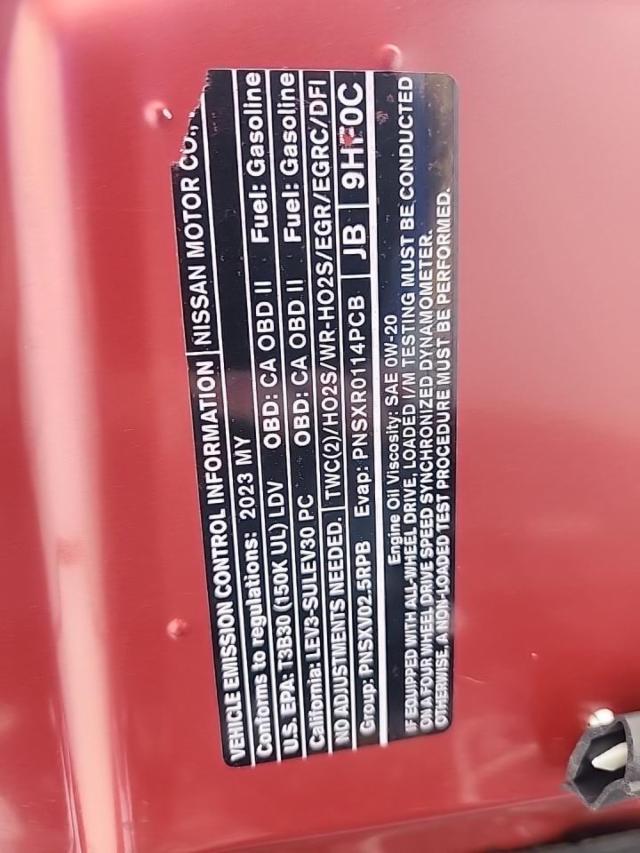 VEHICLE EMISSION CONTROL INFORMATION NISSAN MOTOR CO.,
Conforms to regulations: 2023 MY
U.S. EPA: T3B30 (150K UL) LDV OBD: CA OBD II Fuel: Gasoline
California: LEV3-SULEV30 PC OBD: CA OBD II Fuel: Gasoline
NO ADJUSTMENTS NEEDED. TWC(2)/HO2S/WR-HO2S/EGR/EGRC/DFI
Group: PNSXV02.5RPB Evap: PNSXR0114PCB JB 9HF0C
Engine Oil Viscosity: SAE 0W-20
IF EQUIPPED WITH ALL-WHEEL DRIVE, LOADED I/M TESTING MUST BE CONDUCTED
ON A FOUR WHEEL DRIVE SPEED SYNCHRONIZED DYNAMOMETER.
OTHERWISE, A NON-LOADED TEST PROCEDURE MUST BE PERFORMED.